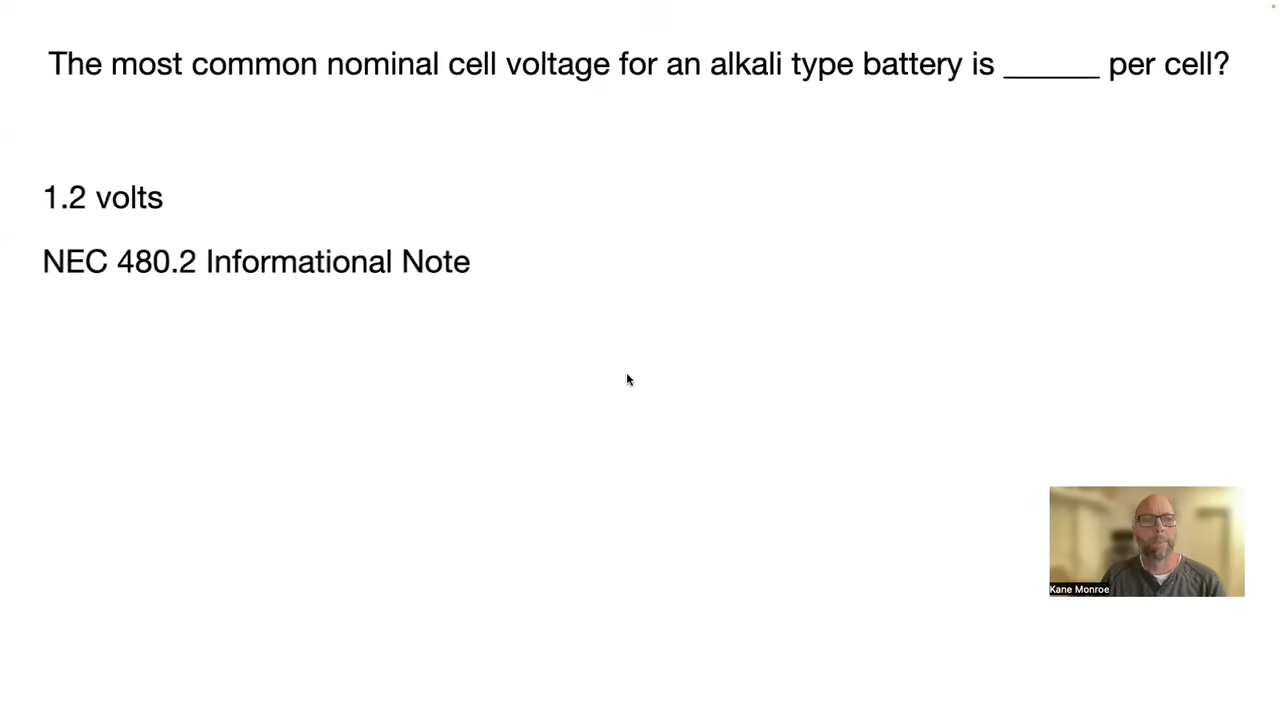 The most common nominal cell voltage for an alkali type battery is ______ per cell?
1.2 volts
NEC 480.2 Informational Note
Kane Monroe